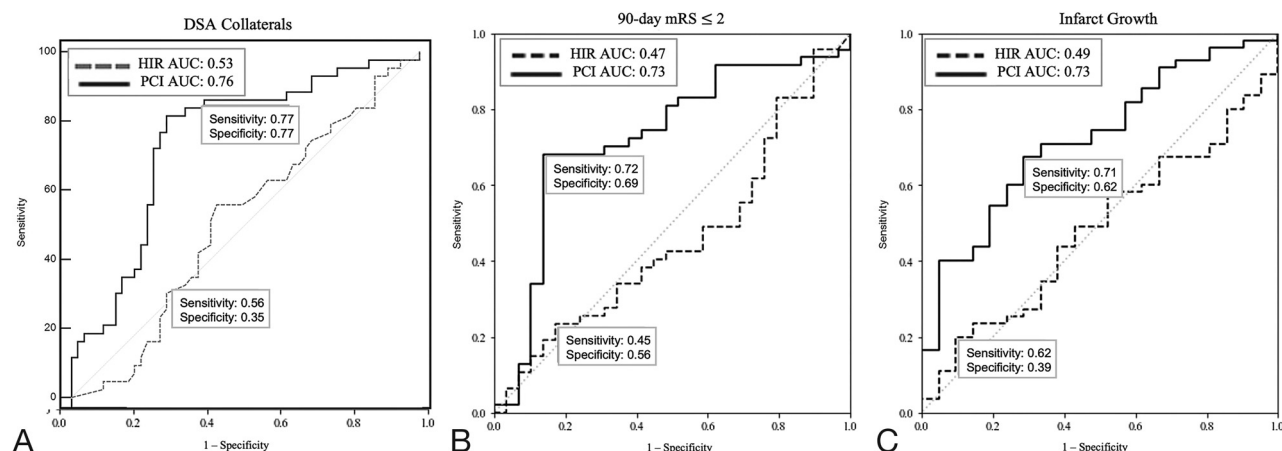 DSA Collaterals
HIR AUC: 0.53
PCI AUC: 0.76
Sensitivity: 0.77
Specificity: 0.77
Sensitivity: 0.56
Specificity: 0.35
100
80
60
40
20
0
Sensitivity
0.0 0.2 0.4 0.6 0.8 1.0
1 – Specificity
A
90-day mRS ≤ 2
HIR AUC: 0.47
PCI AUC: 0.73
Sensitivity: 0.72
Specificity: 0.69
Sensitivity: 0.45
Specificity: 0.56
1.0
0.8
0.6
0.4
0.2
0.0
Sensitivity
0.0 0.2 0.4 0.6 0.8 1.0
1 – Specificity
B
Infarct Growth
HIR AUC: 0.49
PCI AUC: 0.73
Sensitivity: 0.71
Specificity: 0.62
Sensitivity: 0.62
Specificity: 0.39
1.0
0.8
0.6
0.4
0.2
0.0
Sensitivity
0.0 0.2 0.4 0.6 0.8 1.0
1 – Specificity
C